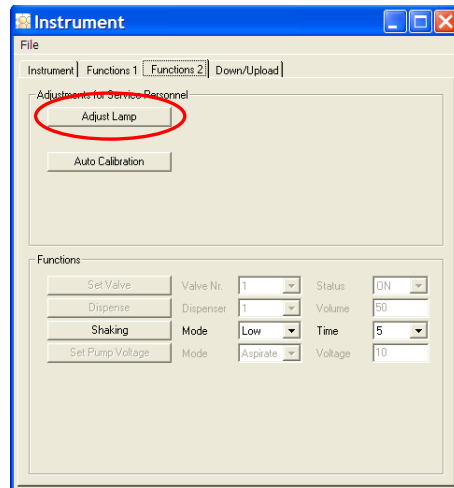 Instrument
File
Instrument Functions 1 Functions 2 Down/Upload
Adjustments for Service Personnel
Adjust Lamp
Auto Calibration
Functions
Set Valve Valve Nr. 1 Status ON
Dispense Dispenser 1 Volume 50
Shaking Mode Low Time 5
Set Pump Voltage Mode Aspirate Voltage 10